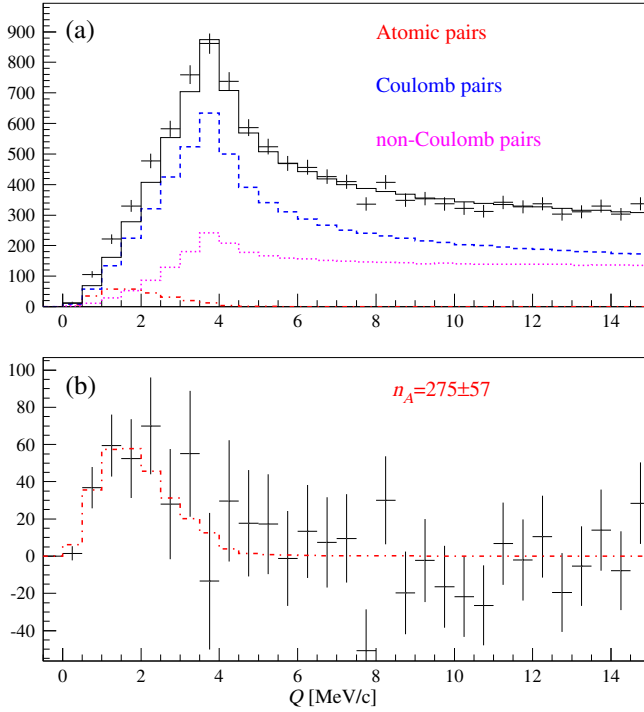 (a)
Atomic pairs
Coulomb pairs
non-Coulomb pairs
900
800
700
600
500
400
300
200
100
0
0 2 4 6 8 10 12 14
(b)
n_A=275±57
100
80
60
40
20
0
-20
-40
0 2 4 6 8 10 12 14
Q [MeV/c]